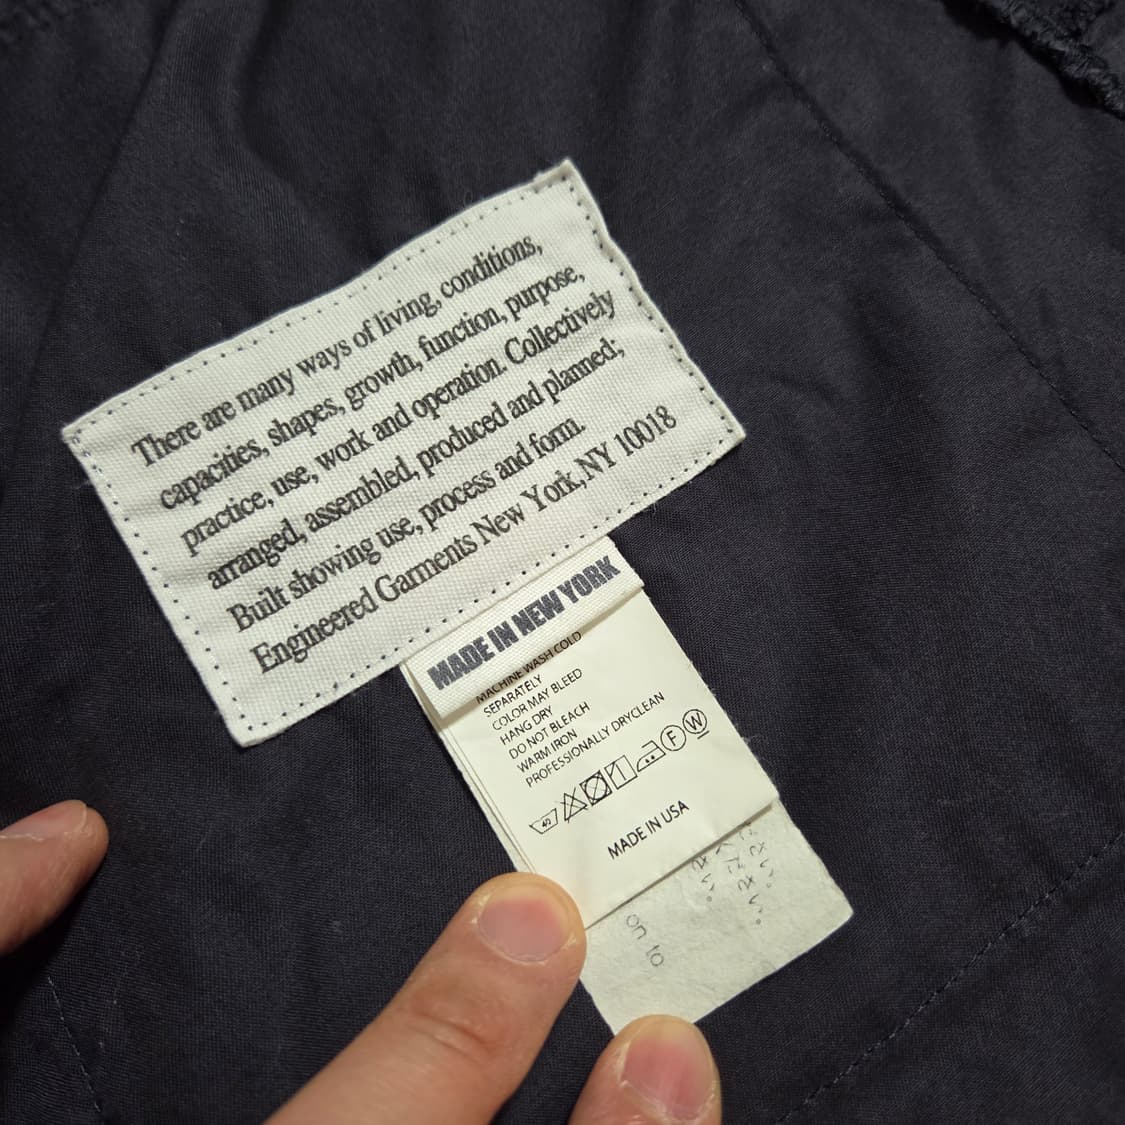 There are many ways of living, conditions,
capacities, shapes, growth, function, purpose,
practice, use, work and operation. Collectively
arranged, assembled, produced and planned;
Built showing use, process and form.
Engineered Garments New York, NY 10018
MADE IN NEW YORK
MACHINE WASH COLD
SEPARATELY
COLOR MAY BLEED
HANG DRY
DO NOT BLEACH
WARM IRON
PROFESSIONALLY DRYCLEAN
40
F W
MADE IN USA